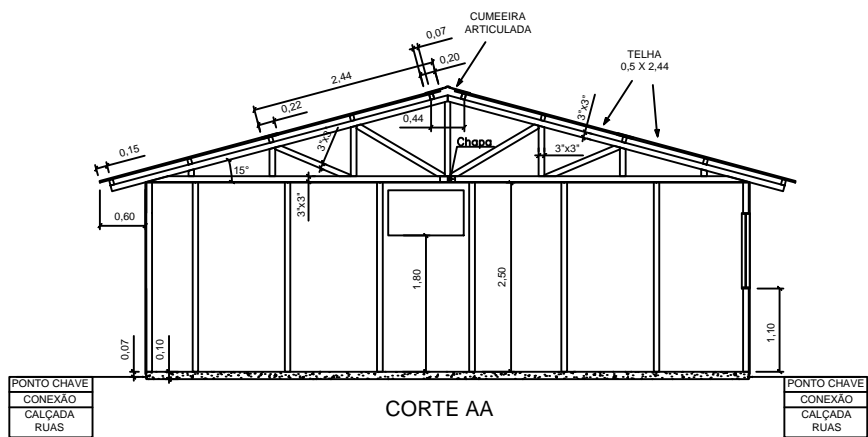 CUMEEIRA
ARTICULADA
0,07
0,20
2,44
0,22
TELHA
0,5 X 2,44
0,44
3"x3"
3"x3"
Chapa
3"x3"
0,15
15°
0,60
3"x3"
1,80
2,50
1,10
0,07
0,10
PONTO CHAVE
CONEXÃO
CALÇADA
RUAS
CORTE AA
PONTO CHAVE
CONEXÃO
CALÇADA
RUAS